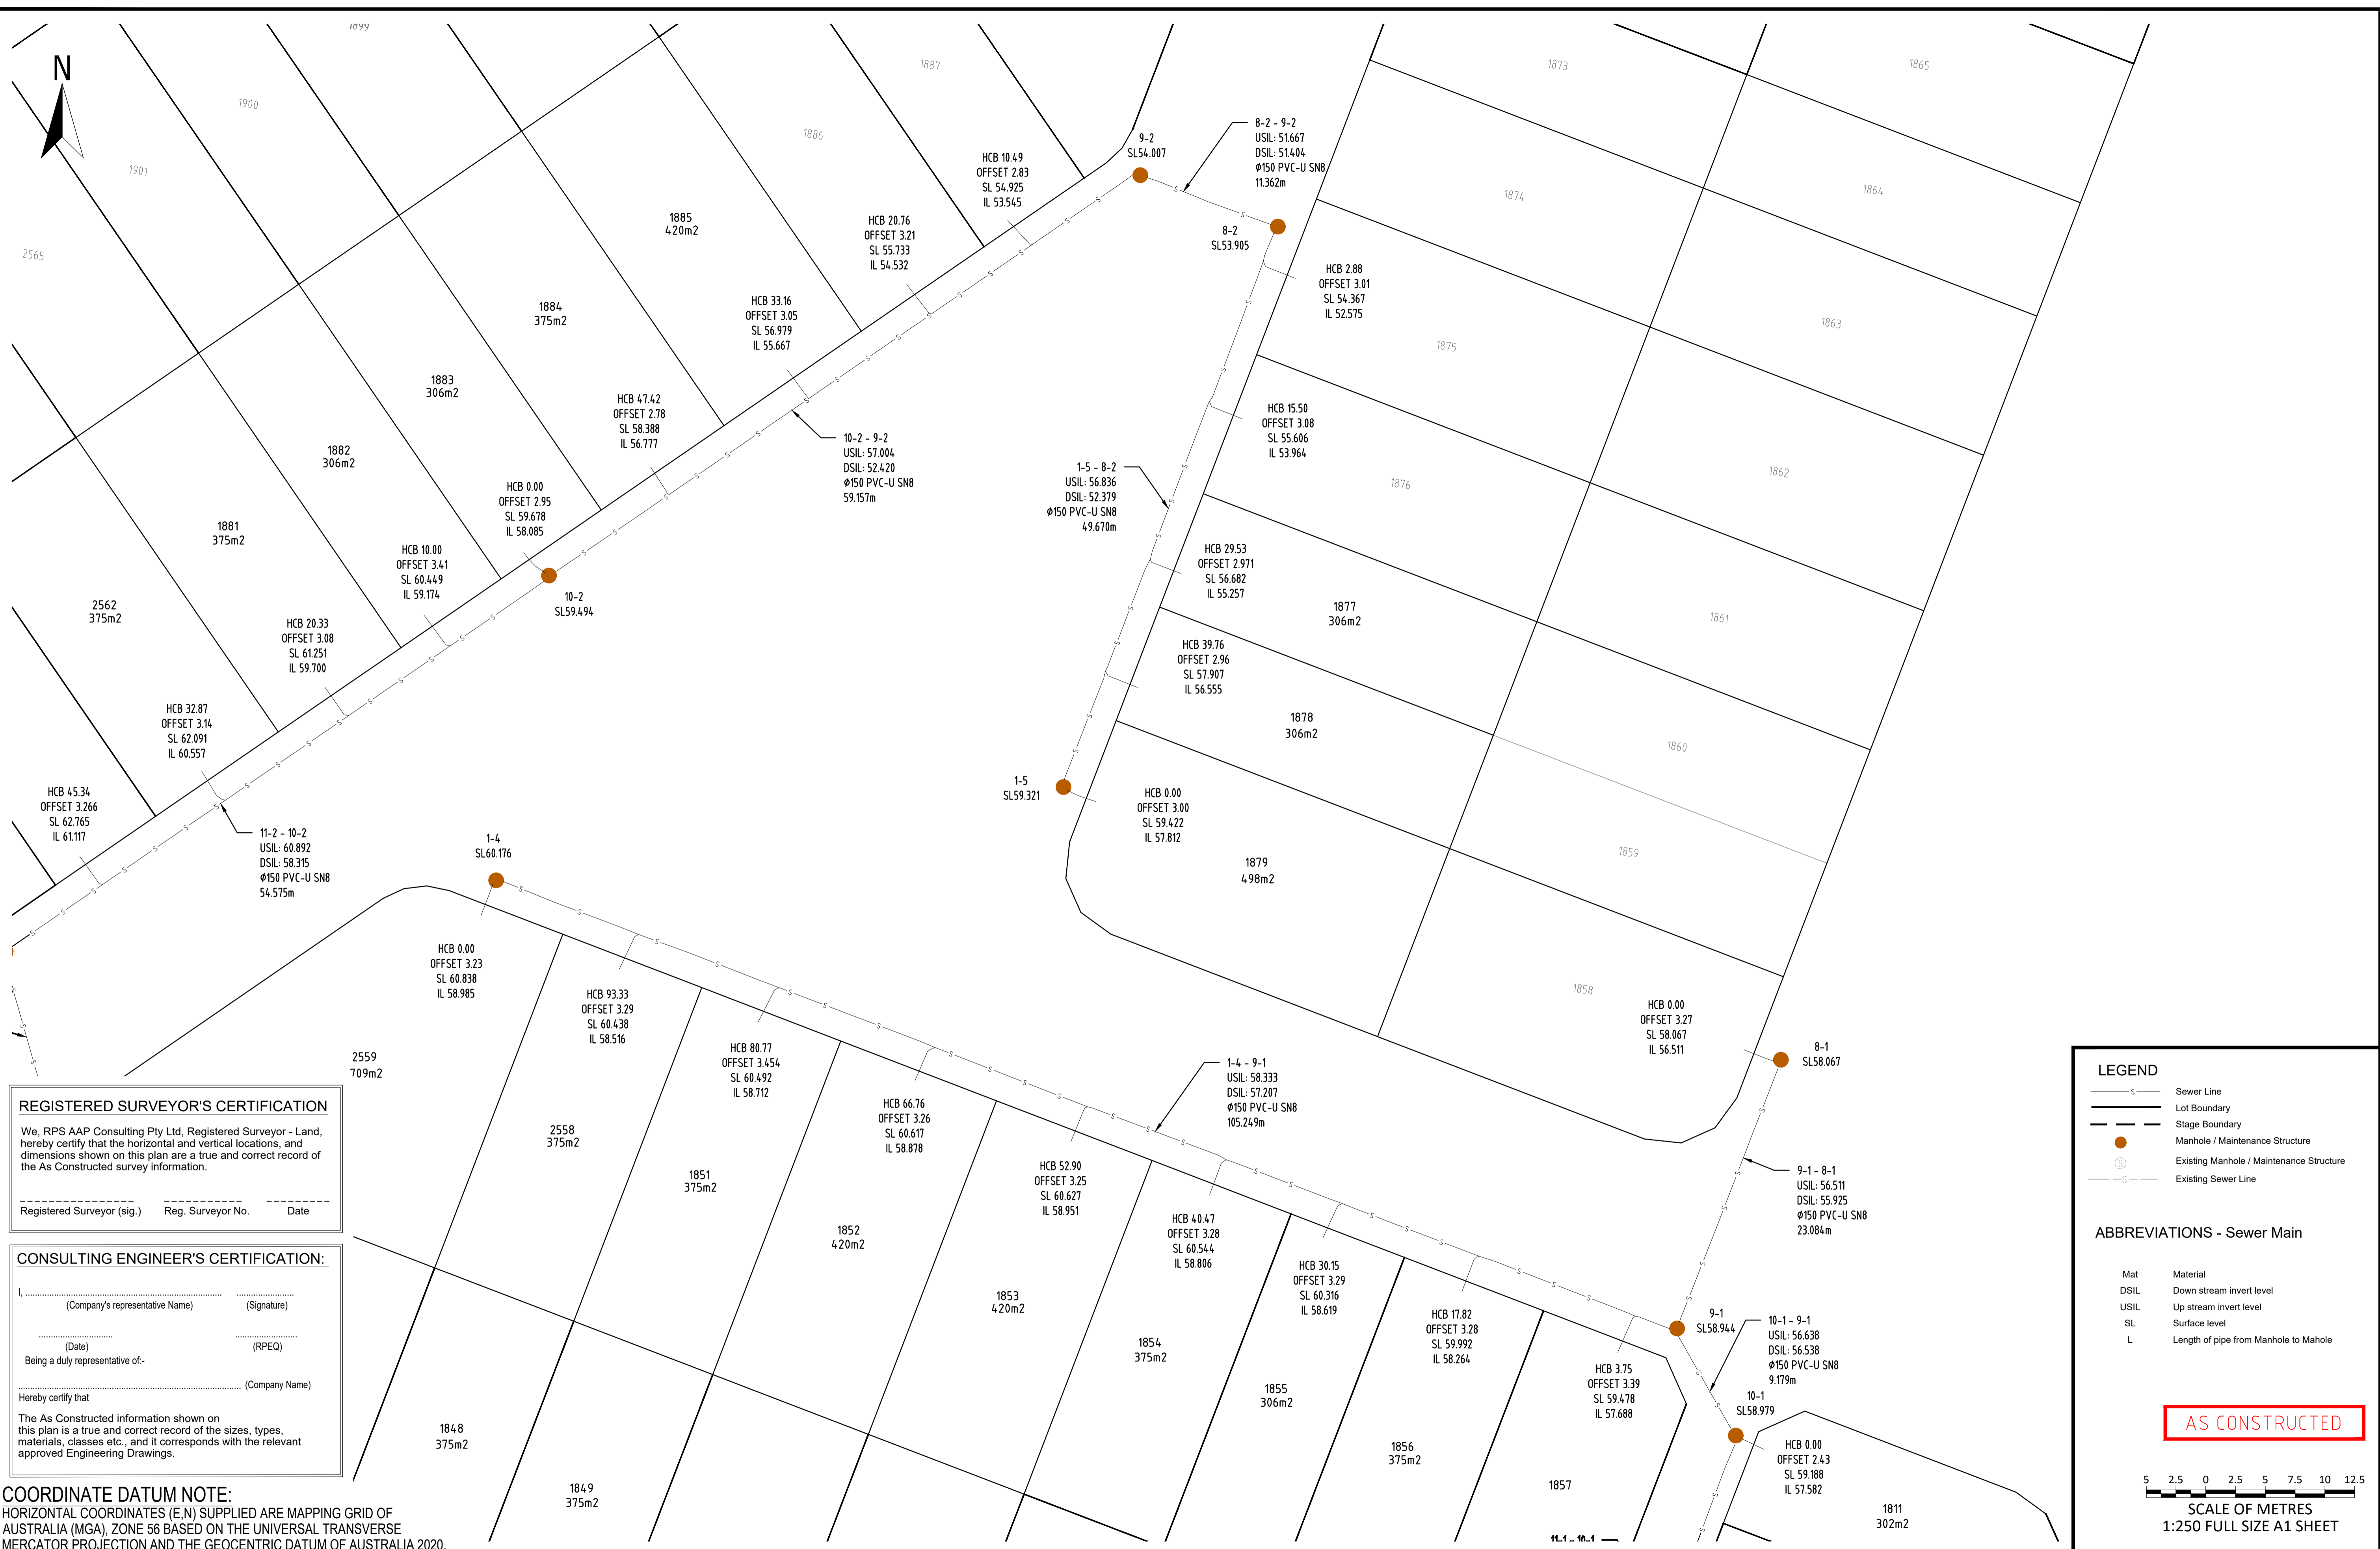 N
1899
1900
1901
2565
1887
1886
1885
420m2
1884
375m2
1883
306m2
1882
306m2
1881
375m2
2562
375m2
HCB 10.49
OFFSET 2.83
SL 54.925
IL 53.545
HCB 20.76
OFFSET 3.21
SL 55.733
IL 54.532
HCB 33.16
OFFSET 3.05
SL 56.979
IL 55.667
HCB 47.42
OFFSET 2.78
SL 58.388
IL 56.777
HCB 0.00
OFFSET 2.95
SL 59.678
IL 58.085
HCB 10.00
OFFSET 3.41
SL 60.449
IL 59.174
HCB 20.33
OFFSET 3.08
SL 61.251
IL 59.700
HCB 32.87
OFFSET 3.14
SL 62.091
IL 60.557
HCB 45.34
OFFSET 3.266
SL 62.765
IL 61.117
9-2
SL54.007
8-2 - 9-2
USIL: 51.667
DSIL: 51.404
Φ150 PVC-U SN8
11.362m
8-2
SL53.905
10-2 - 9-2
USIL: 57.004
DSIL: 52.420
Φ150 PVC-U SN8
59.157m
10-2
SL59.494
11-2 - 10-2
USIL: 60.892
DSIL: 58.315
Φ150 PVC-U SN8
54.575m
1873
1865
1874
1864
1875
1863
1876
1862
1877
306m2
1861
1878
306m2
1860
1879
498m2
1859
1858
HCB 2.88
OFFSET 3.01
SL 54.367
IL 52.575
HCB 15.50
OFFSET 3.08
SL 55.606
IL 53.964
1-5 - 8-2
USIL: 56.836
DSIL: 52.379
Φ150 PVC-U SN8
49.670m
HCB 29.53
OFFSET 2.971
SL 56.682
IL 55.257
HCB 39.76
OFFSET 2.96
SL 57.907
IL 56.555
1-5
SL59.321
HCB 0.00
OFFSET 3.00
SL 59.422
IL 57.812
1-4
SL60.176
HCB 0.00
OFFSET 3.23
SL 60.838
IL 58.985
HCB 93.33
OFFSET 3.29
SL 60.438
IL 58.516
HCB 80.77
OFFSET 3.454
SL 60.492
IL 58.712
HCB 66.76
OFFSET 3.26
SL 60.617
IL 58.878
HCB 52.90
OFFSET 3.25
SL 60.627
IL 58.951
1-4 - 9-1
USIL: 58.333
DSIL: 57.207
Φ150 PVC-U SN8
105.249m
HCB 40.47
OFFSET 3.28
SL 60.544
IL 58.806
HCB 30.15
OFFSET 3.29
SL 60.316
IL 58.619
HCB 17.82
OFFSET 3.28
SL 59.992
IL 58.264
HCB 3.75
OFFSET 3.39
SL 59.478
IL 57.688
HCB 0.00
OFFSET 3.27
SL 58.067
IL 56.511
8-1
SL58.067
9-1 - 8-1
USIL: 56.511
DSIL: 55.925
Φ150 PVC-U SN8
23.084m
9-1
SL58.944
10-1 - 9-1
USIL: 56.638
DSIL: 56.538
Φ150 PVC-U SN8
9.179m
10-1
SL58.979
HCB 0.00
OFFSET 2.43
SL 59.188
IL 57.582
11-1 - 10-1
2559
709m2
2558
375m2
1851
375m2
1852
420m2
1853
420m2
1854
375m2
1855
306m2
1856
375m2
1857
1811
302m2
1848
375m2
1849
375m2
REGISTERED SURVEYOR'S CERTIFICATION
We, RPS AAP Consulting Pty Ltd, Registered Surveyor - Land,
hereby certify that the horizontal and vertical locations, and
dimensions shown on this plan are a true and correct record of
the As Constructed survey information.
Registered Surveyor (sig.) Reg. Surveyor No. Date
CONSULTING ENGINEER'S CERTIFICATION:
I, ........................................................................ .....................
(Company's representative Name) (Signature)
........................... ......................
(Date) (RPEQ)
Being a duly representative of:-
.................................................................................. (Company Name)
Hereby certify that
The As Constructed information shown on
this plan is a true and correct record of the sizes, types,
materials, classes etc., and it corresponds with the relevant
approved Engineering Drawings.
COORDINATE DATUM NOTE:
HORIZONTAL COORDINATES (E,N) SUPPLIED ARE MAPPING GRID OF
AUSTRALIA (MGA), ZONE 56 BASED ON THE UNIVERSAL TRANSVERSE
MERCATOR PROJECTION AND THE GEOCENTRIC DATUM OF AUSTRALIA 2020.
LEGEND
S Sewer Line
Lot Boundary
Stage Boundary
Manhole / Maintenance Structure
S Existing Manhole / Maintenance Structure
S Existing Sewer Line
ABBREVIATIONS - Sewer Main
Mat Material
DSIL Down stream invert level
USIL Up stream invert level
SL Surface level
L Length of pipe from Manhole to Mahole
AS CONSTRUCTED
5 2.5 0 2.5 5 7.5 10 12.5
SCALE OF METRES
1:250 FULL SIZE A1 SHEET